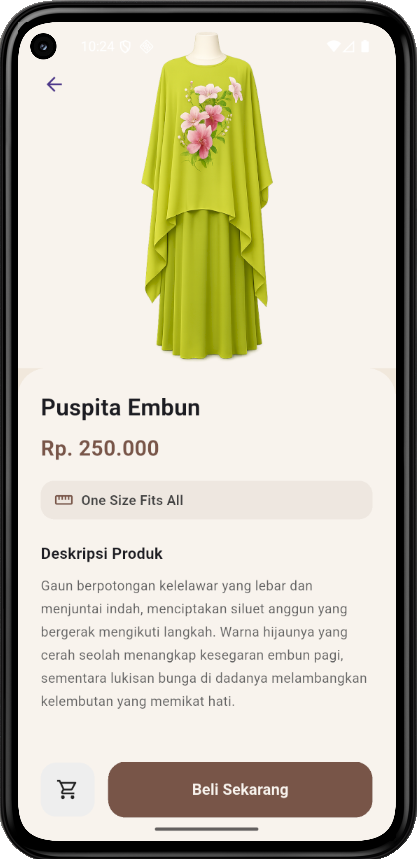 10:24
Puspita Embun
Rp. 250.000
One Size Fits All
Deskripsi Produk
Gaun berpotongan kelelawar yang lebar dan
menjuntai indah, menciptakan siluet anggun yang
bergerak mengikuti langkah. Warna hijaunya yang
cerah seolah menangkap kesegaran embun pagi,
sementara lukisan bunga di dadanya melambangkan
kelembutan yang memikat hati.
Beli Sekarang